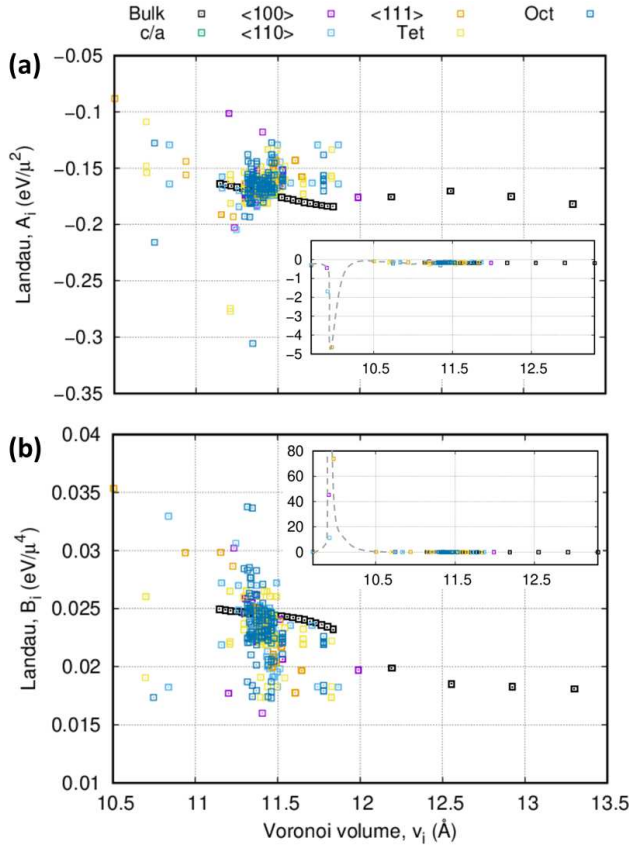 Bulk <100> <111> Oct
c/a <110> Tet
(a)
−0.05
−0.1
−0.15
−0.2
−0.25
−0.3
−0.35
Landau, Aᵢ (eV/μ²)
0
−1
−2
−3
−4
−5
10.5 11.5 12.5
(b)
0.04
0.035
0.03
0.025
0.02
0.015
0.01
Landau, Bᵢ (eV/μ⁴)
80
60
40
20
0
10.5 11.5 12.5
10.5 11 11.5 12 12.5 13 13.5
Voronoi volume, vᵢ (Å)